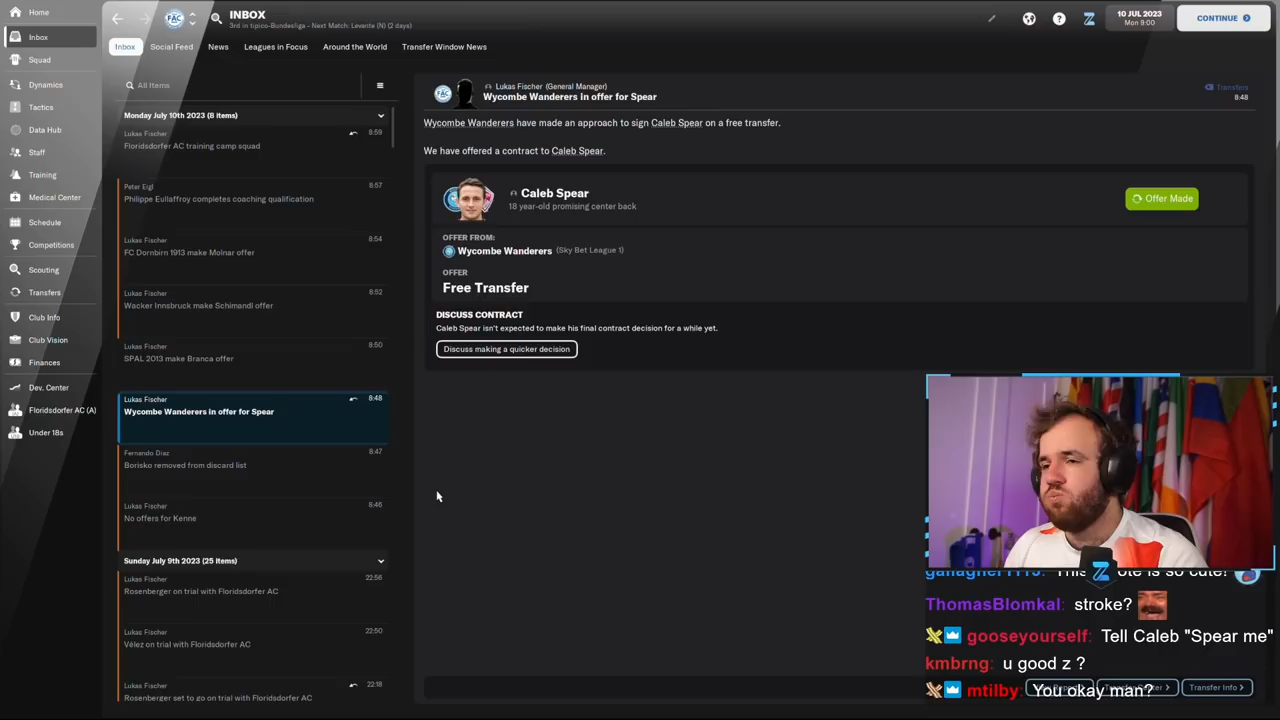 Home
Inbox
Squad
Dynamics
Tactics
Data Hub
Staff
Training
Medical Center
Schedule
Competitions
Scouting
Transfers
Club Info
Club Vision
Finances
Dev. Center
Floridsdorfer AC (A)
Under 18s
FAC
INBOX
3rd in tipico-Bundesliga - Next Match: Levante (N) (2 days)
10 JUL 2023
Mon 9:00
CONTINUE
Inbox
Social Feed
News
Leagues in Focus
Around the World
Transfer Window News
All Items
Monday July 10th 2023 (8 items)
Lukas Fischer 8:59
Floridsdorfer AC training camp squad
Peter Eigl 8:57
Philippe Eullaffroy completes coaching qualification
Lukas Fischer 8:54
FC Dornbirn 1913 make Molnar offer
Lukas Fischer 8:52
Wacker Innsbruck make Schimandl offer
Lukas Fischer 8:50
SPAL 2013 make Branca offer
Lukas Fischer 8:48
Wycombe Wanderers in offer for Spear
Fernando Diaz 8:47
Borisko removed from discard list
Lukas Fischer 8:46
No offers for Kenne
Sunday July 9th 2023 (25 items)
Lukas Fischer 22:56
Rosenberger on trial with Floridsdorfer AC
Lukas Fischer 22:50
Vélez on trial with Floridsdorfer AC
Lukas Fischer 22:18
Rosenberger set to go on trial with Floridsdorfer AC
FAC
Lukas Fischer (General Manager)
Wycombe Wanderers in offer for Spear
Transfers
8:48
Wycombe Wanderers have made an approach to sign Caleb Spear on a free transfer.
We have offered a contract to Caleb Spear.
Caleb Spear
18 year-old promising center back
Offer Made
OFFER FROM:
Wycombe Wanderers (Sky Bet League 1)
OFFER
Free Transfer
DISCUSS CONTRACT
Caleb Spear isn't expected to make his final contract decision for a while yet.
Discuss making a quicker decision
ThomasBlomkal: stroke?
gooseyourself: Tell Caleb "Spear me"
kmbrng: u good z ?
mtilby: You okay man?
Transfer Info